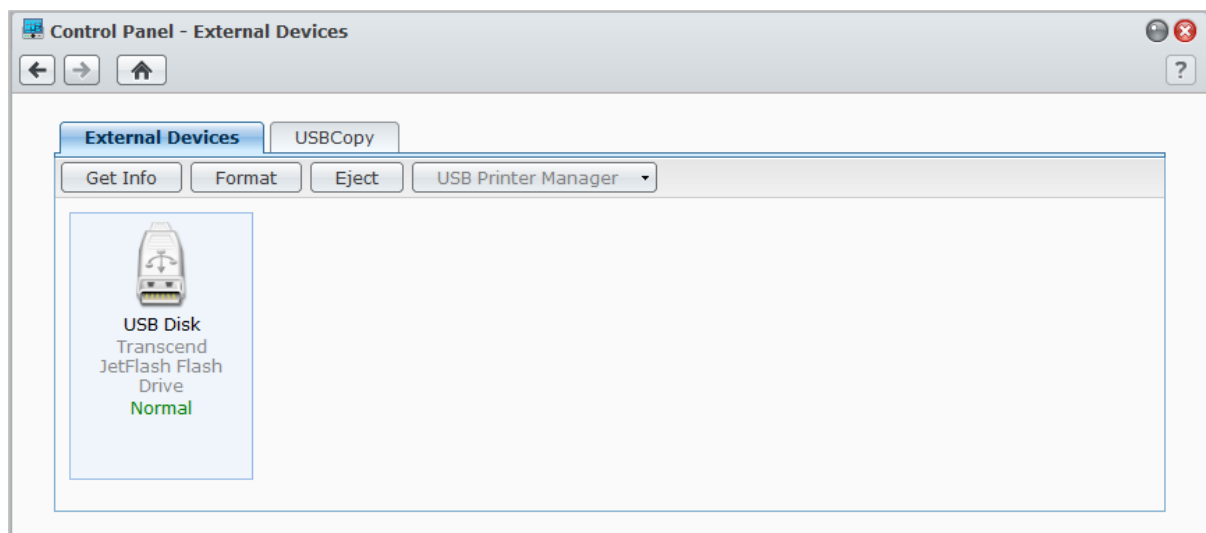 Control Panel - External Devices
?
External Devices
USBCopy
Get Info
Format
Eject
USB Printer Manager
USB Disk
Transcend
JetFlash Flash
Drive
Normal